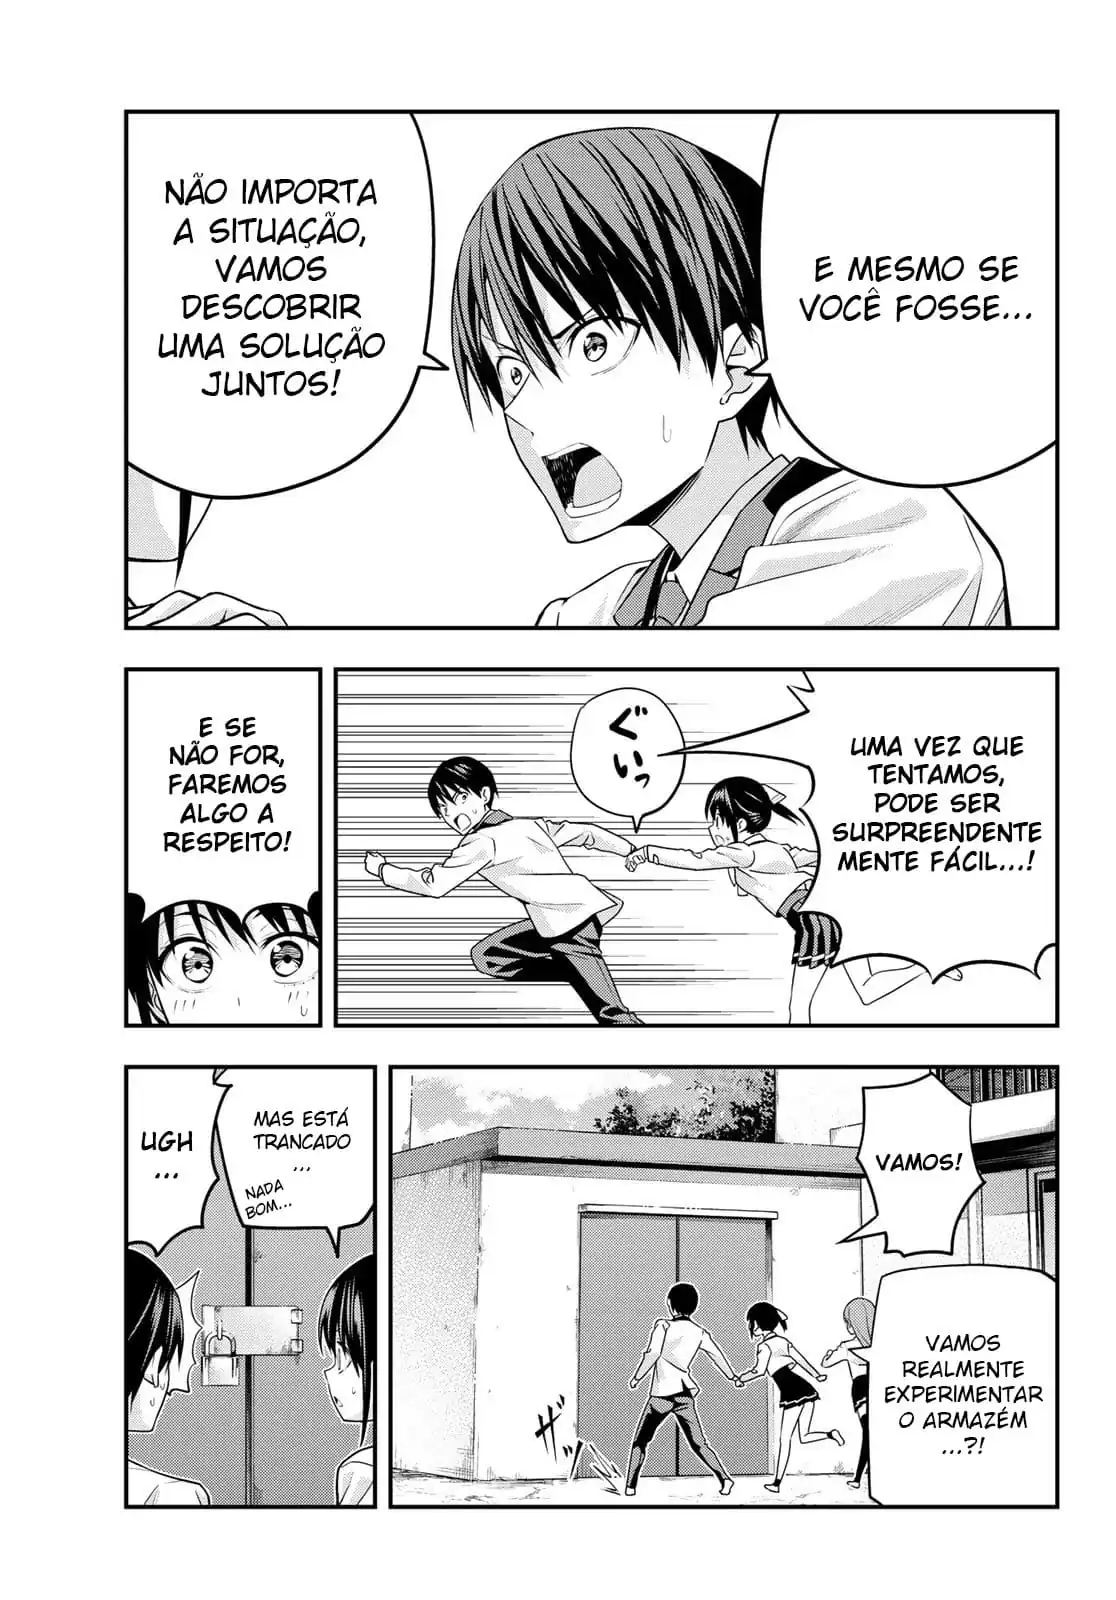 E MESMO SE
VOCÊ FOSSE...
NÃO IMPORTA
A SITUAÇÃO,
VAMOS
DESCOBRIR
UMA SOLUÇÃO
JUNTOS!
UMA VEZ QUE
TENTAMOS,
PODE SER
SURPREENDENTE
MENTE FÁCIL...!
ぐいっ
E SE
NÃO FOR,
FAREMOS
ALGO A
RESPEITO!
VAMOS!
VAMOS
REALMENTE
EXPERIMENTAR
O ARMAZÉM
...?!
ザッ
MAS ESTÁ
TRANCADO
...
NADA
BOM...
UGH
...